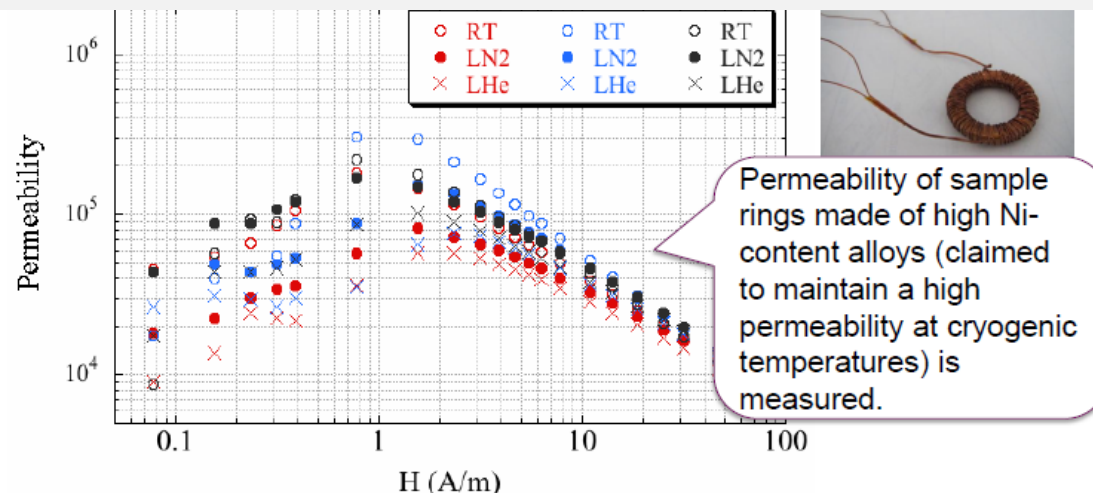 10⁶
RT RT RT
LN2 LN2 LN2
LHe LHe LHe
Permeability
10⁵
10⁴
0.1 1 10 100
H (A/m)
Permeability of sample
rings made of high Ni-
content alloys (claimed
to maintain a high
permeability at cryogenic
temperatures) is
measured.